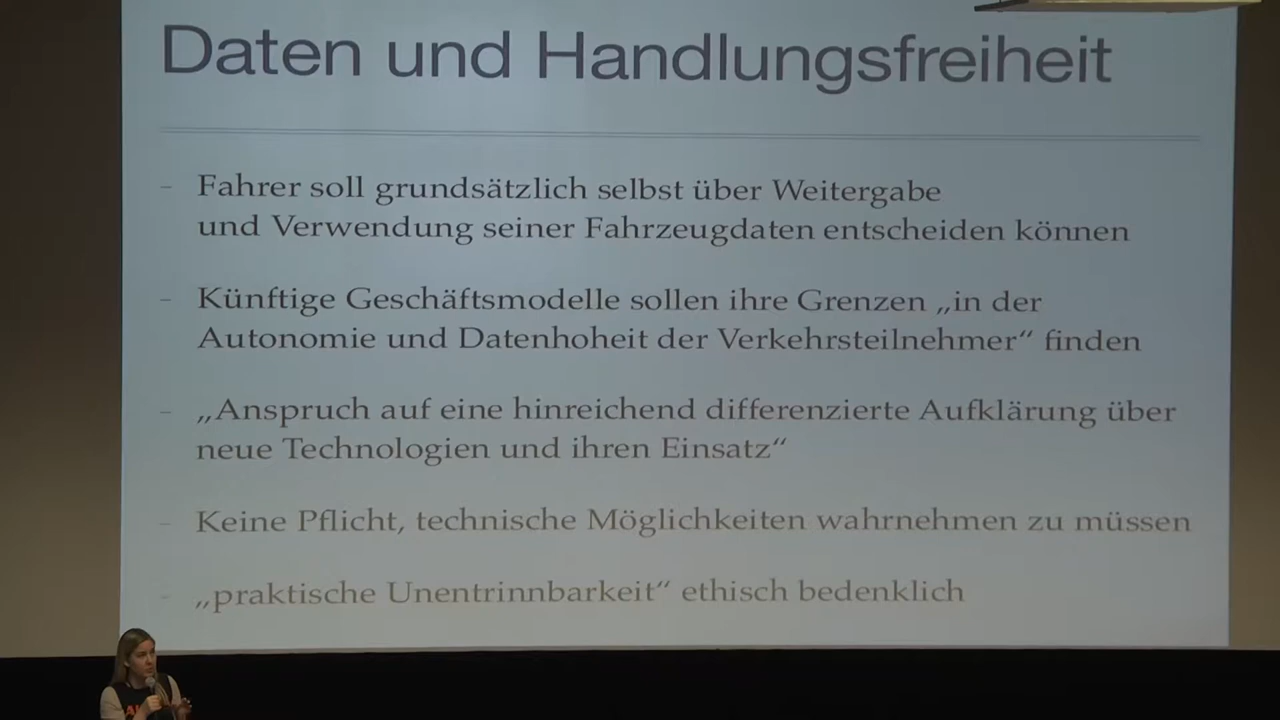 Daten und Handlungsfreiheit
– Fahrer soll grundsätzlich selbst über Weitergabe
und Verwendung seiner Fahrzeugdaten entscheiden können
– Künftige Geschäftsmodelle sollen ihre Grenzen „in der
Autonomie und Datenhoheit der Verkehrsteilnehmer“ finden
– „Anspruch auf eine hinreichend differenzierte Aufklärung über
neue Technologien und ihren Einsatz“
– Keine Pflicht, technische Möglichkeiten wahrnehmen zu müssen
– „praktische Unentrinnbarkeit“ ethisch bedenklich